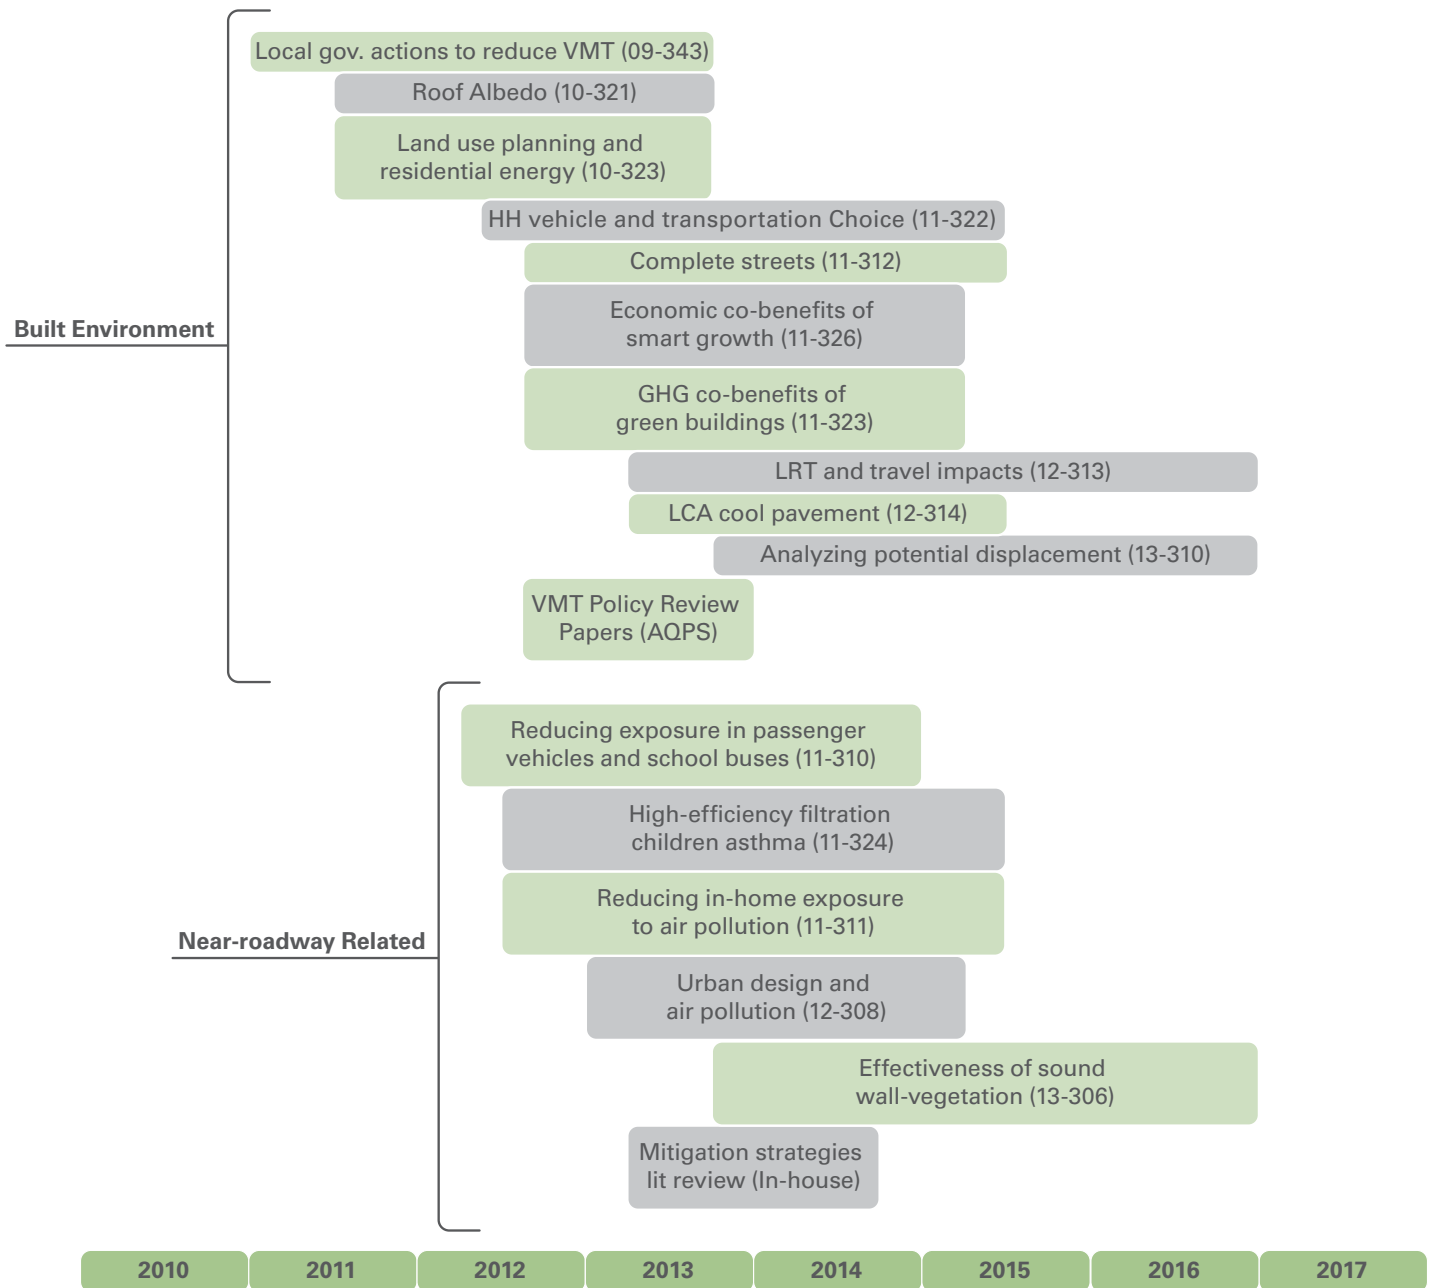 Local gov. actions to reduce VMT (09-343)
Roof Albedo (10-321)
Land use planning and
residential energy (10-323)
HH vehicle and transportation Choice (11-322)
Complete streets (11-312)
Economic co-benefits of
smart growth (11-326)
Built Environment
GHG co-benefits of
green buildings (11-323)
LRT and travel impacts (12-313)
LCA cool pavement (12-314)
Analyzing potential displacement (13-310)
VMT Policy Review
Papers (AQPS)
Reducing exposure in passenger
vehicles and school buses (11-310)
High-efficiency filtration
children asthma (11-324)
Reducing in-home exposure
to air pollution (11-311)
Near-roadway Related
Urban design and
air pollution (12-308)
Effectiveness of sound
wall-vegetation (13-306)
Mitigation strategies
lit review (In-house)
2010 2011 2012 2013 2014 2015 2016 2017